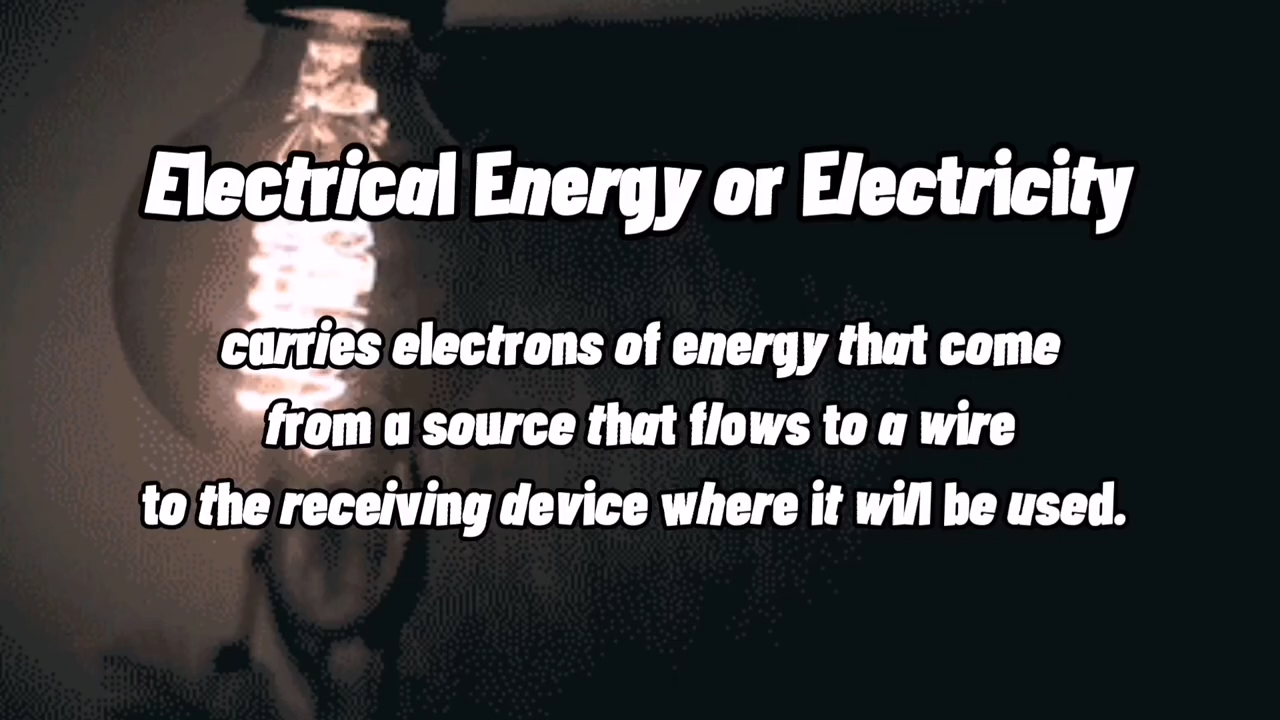 Electrical Energy or Electricity
carries electrons of energy that come
from a source that flows to a wire
to the receiving device where it will be used.